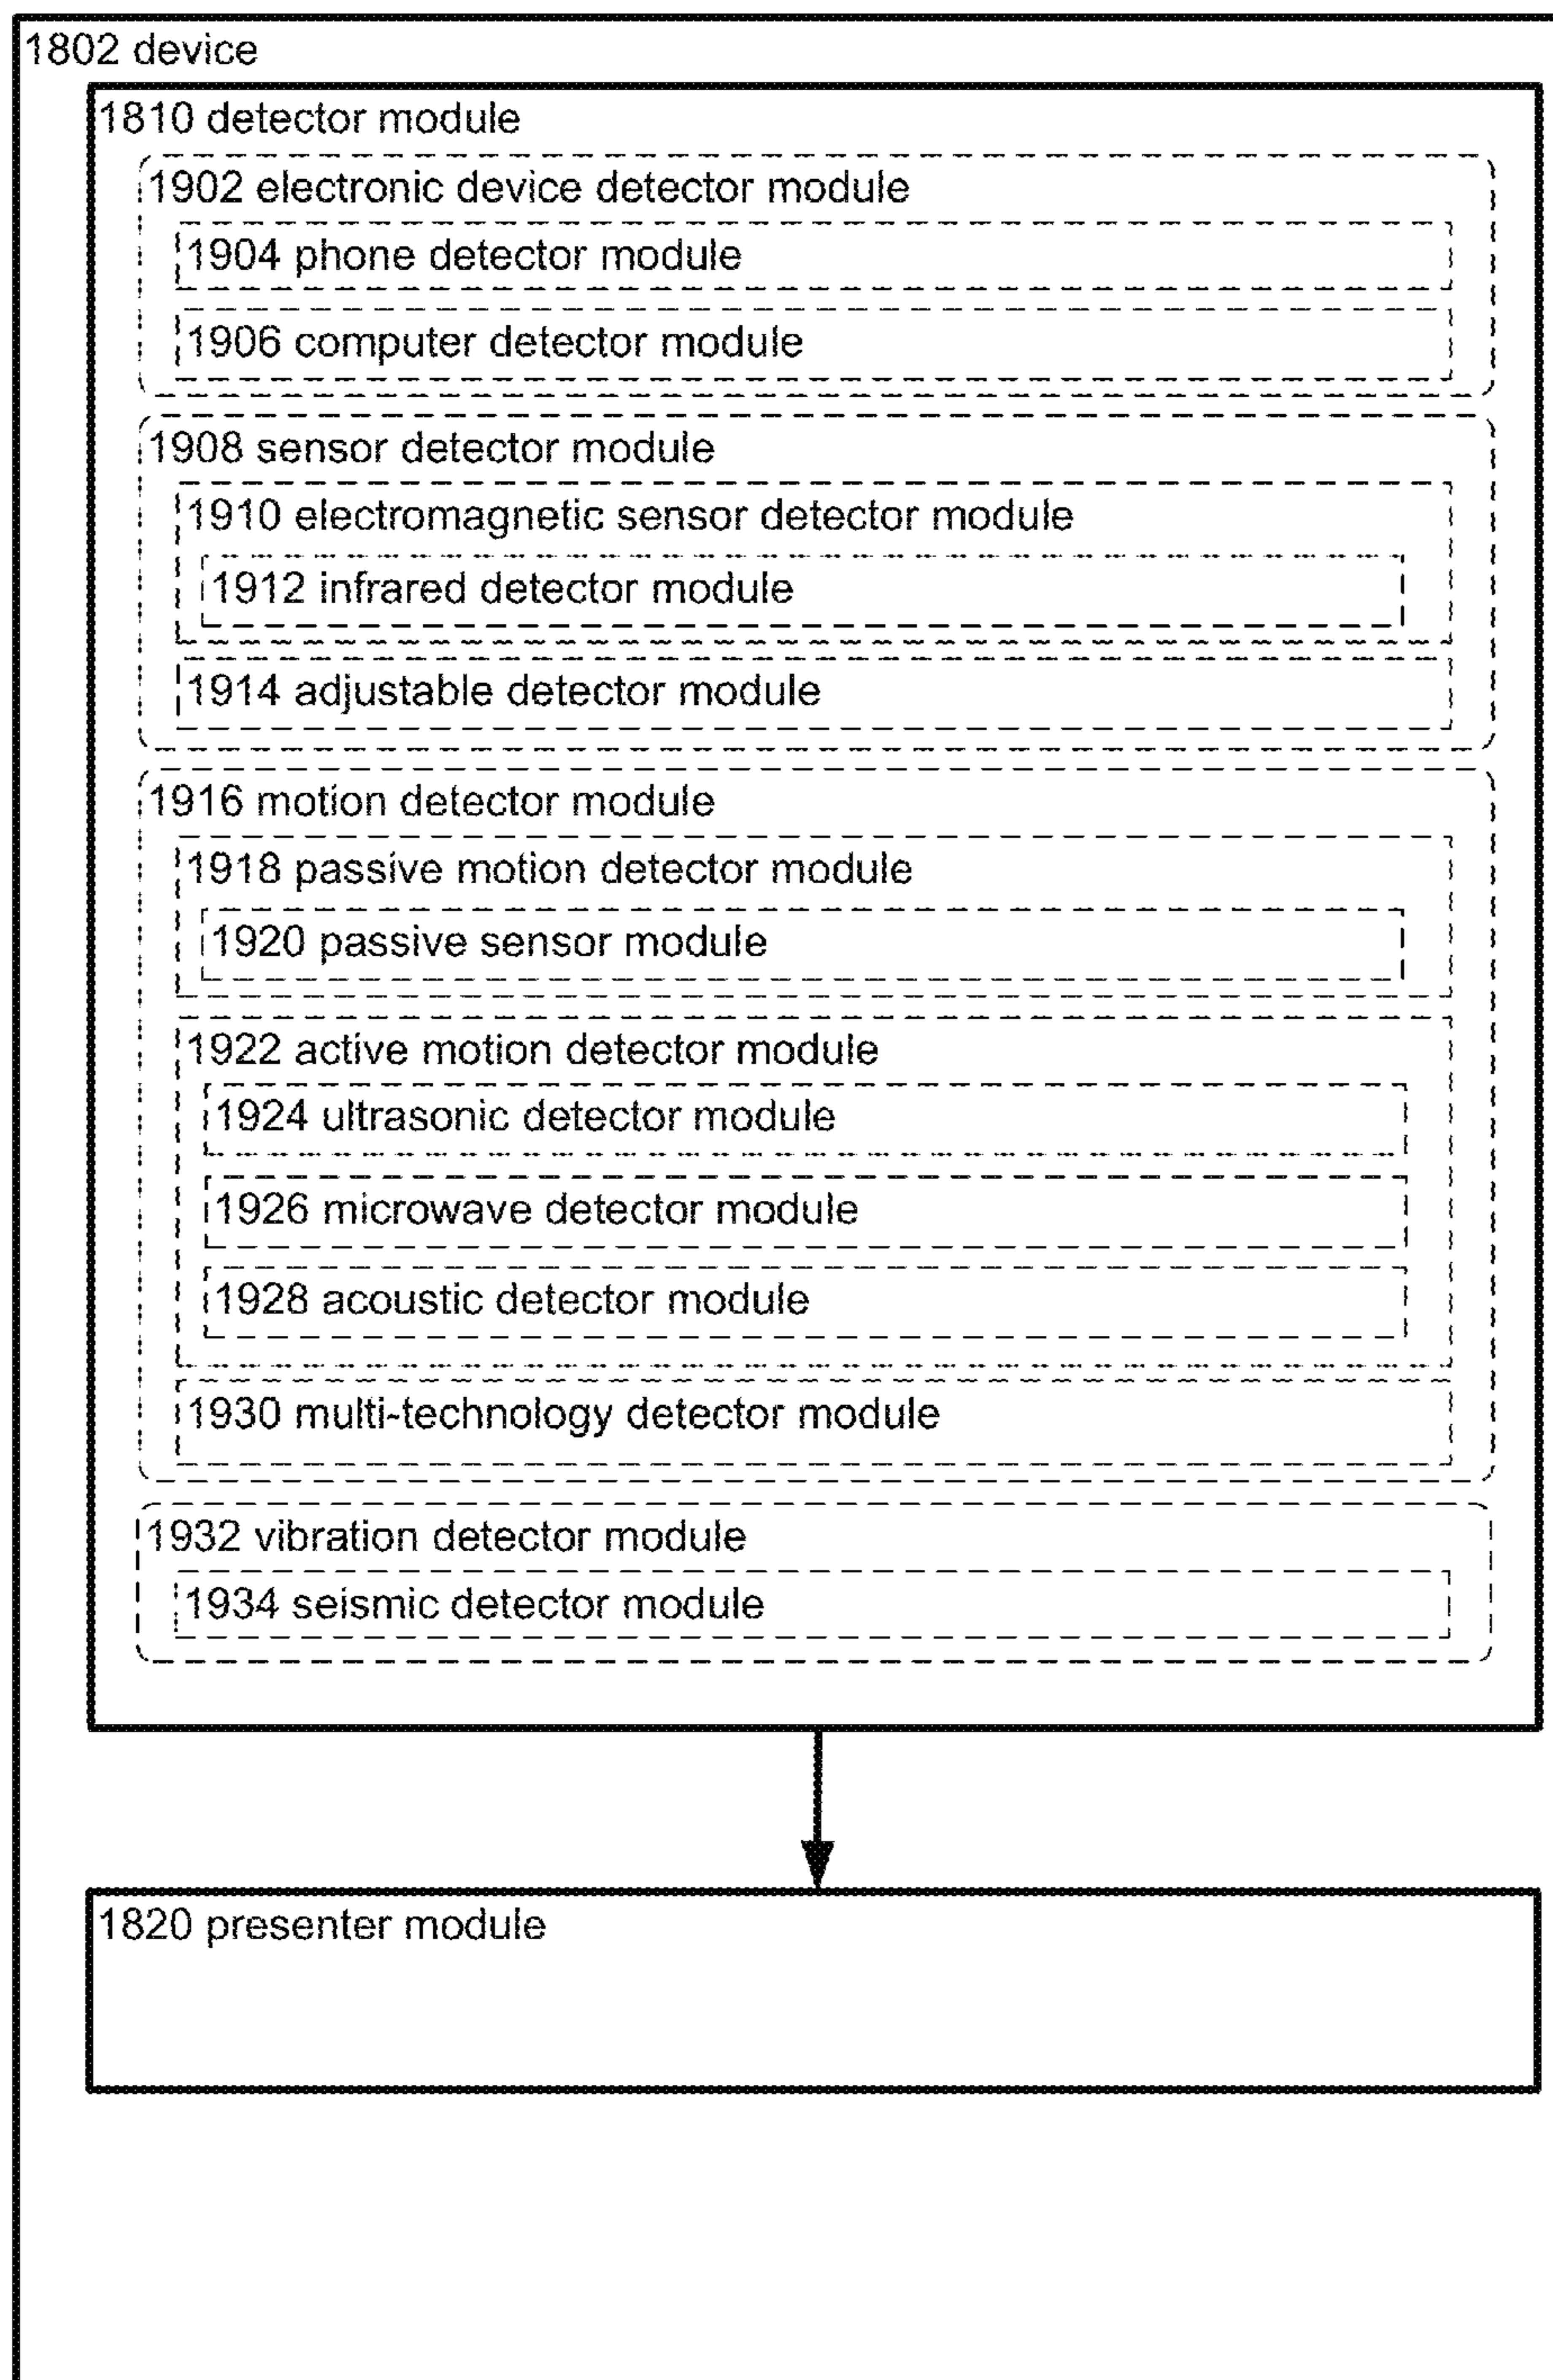 1802 device
1810 detector module
1902 electronic device detector module
1904 phone detector module
1906 computer detector module
1908 sensor detector module
1910 electromagnetic sensor detector module
1912 infrared detector module
1914 adjustable detector module
1916 motion detector module
1918 passive motion detector module
1920 passive sensor module
1922 active motion detector module
1924 ultrasonic detector module
1926 microwave detector module
1928 acoustic detector module
1930 multi-technology detector module
1932 vibration detector module
1934 seismic detector module
1820 presenter module